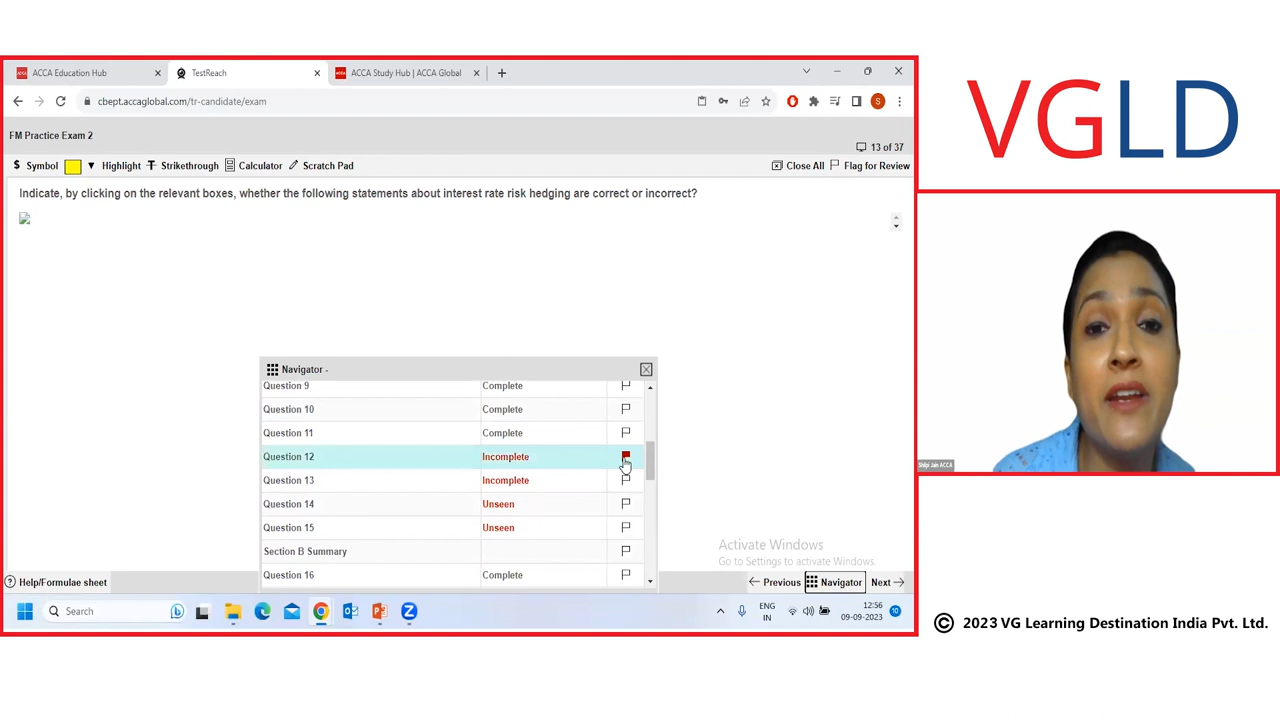 ACCA Education Hub
TestReach
ACCA Study Hub | ACCA Global
cbept.accaglobal.com/tr-candidate/exam
S
FM Practice Exam 2
13 of 37
$ Symbol
Highlight
T Strikethrough
Calculator
Scratch Pad
Close All
Flag for Review
Indicate, by clicking on the relevant boxes, whether the following statements about interest rate risk hedging are correct or incorrect?
Navigator -
Question 9 Complete
Question 10 Complete
Question 11 Complete
Question 12 Incomplete
Question 13 Incomplete
Question 14 Unseen
Question 15 Unseen
Section B Summary
Question 16 Complete
Activate Windows
Go to Settings to activate Windows.
? Help/Formulae sheet
Previous
Navigator
Next
Search
ENG
IN
12:56
09-09-2023
10
VGLD
Shilpi Jain ACCA
© 2023 VG Learning Destination India Pvt. Ltd.